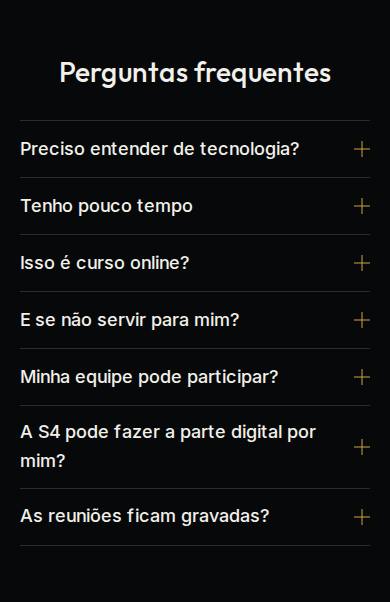 Perguntas frequentes
Preciso entender de tecnologia?
Tenho pouco tempo
Isso é curso online?
E se não servir para mim?
Minha equipe pode participar?
A S4 pode fazer a parte digital por
mim?
As reuniões ficam gravadas?